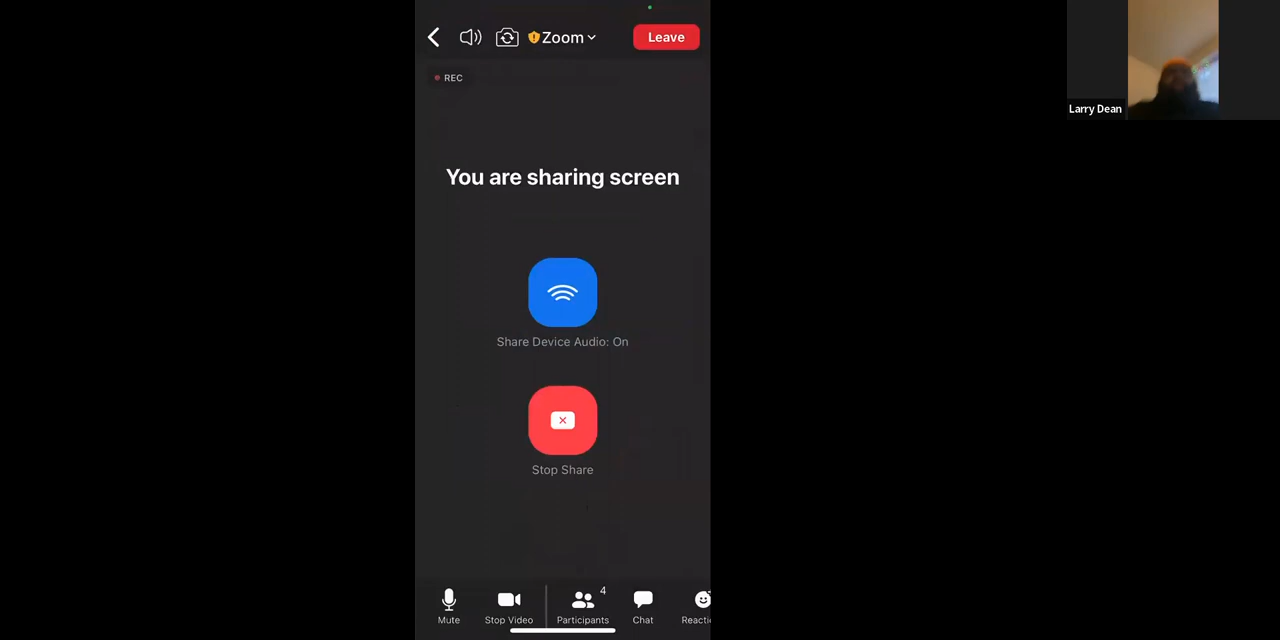 Zoom
Leave
REC
Larry Dean
You are sharing screen
Share Device Audio: On
Stop Share
4
Mute
Stop Video
Participants
Chat
Reacti